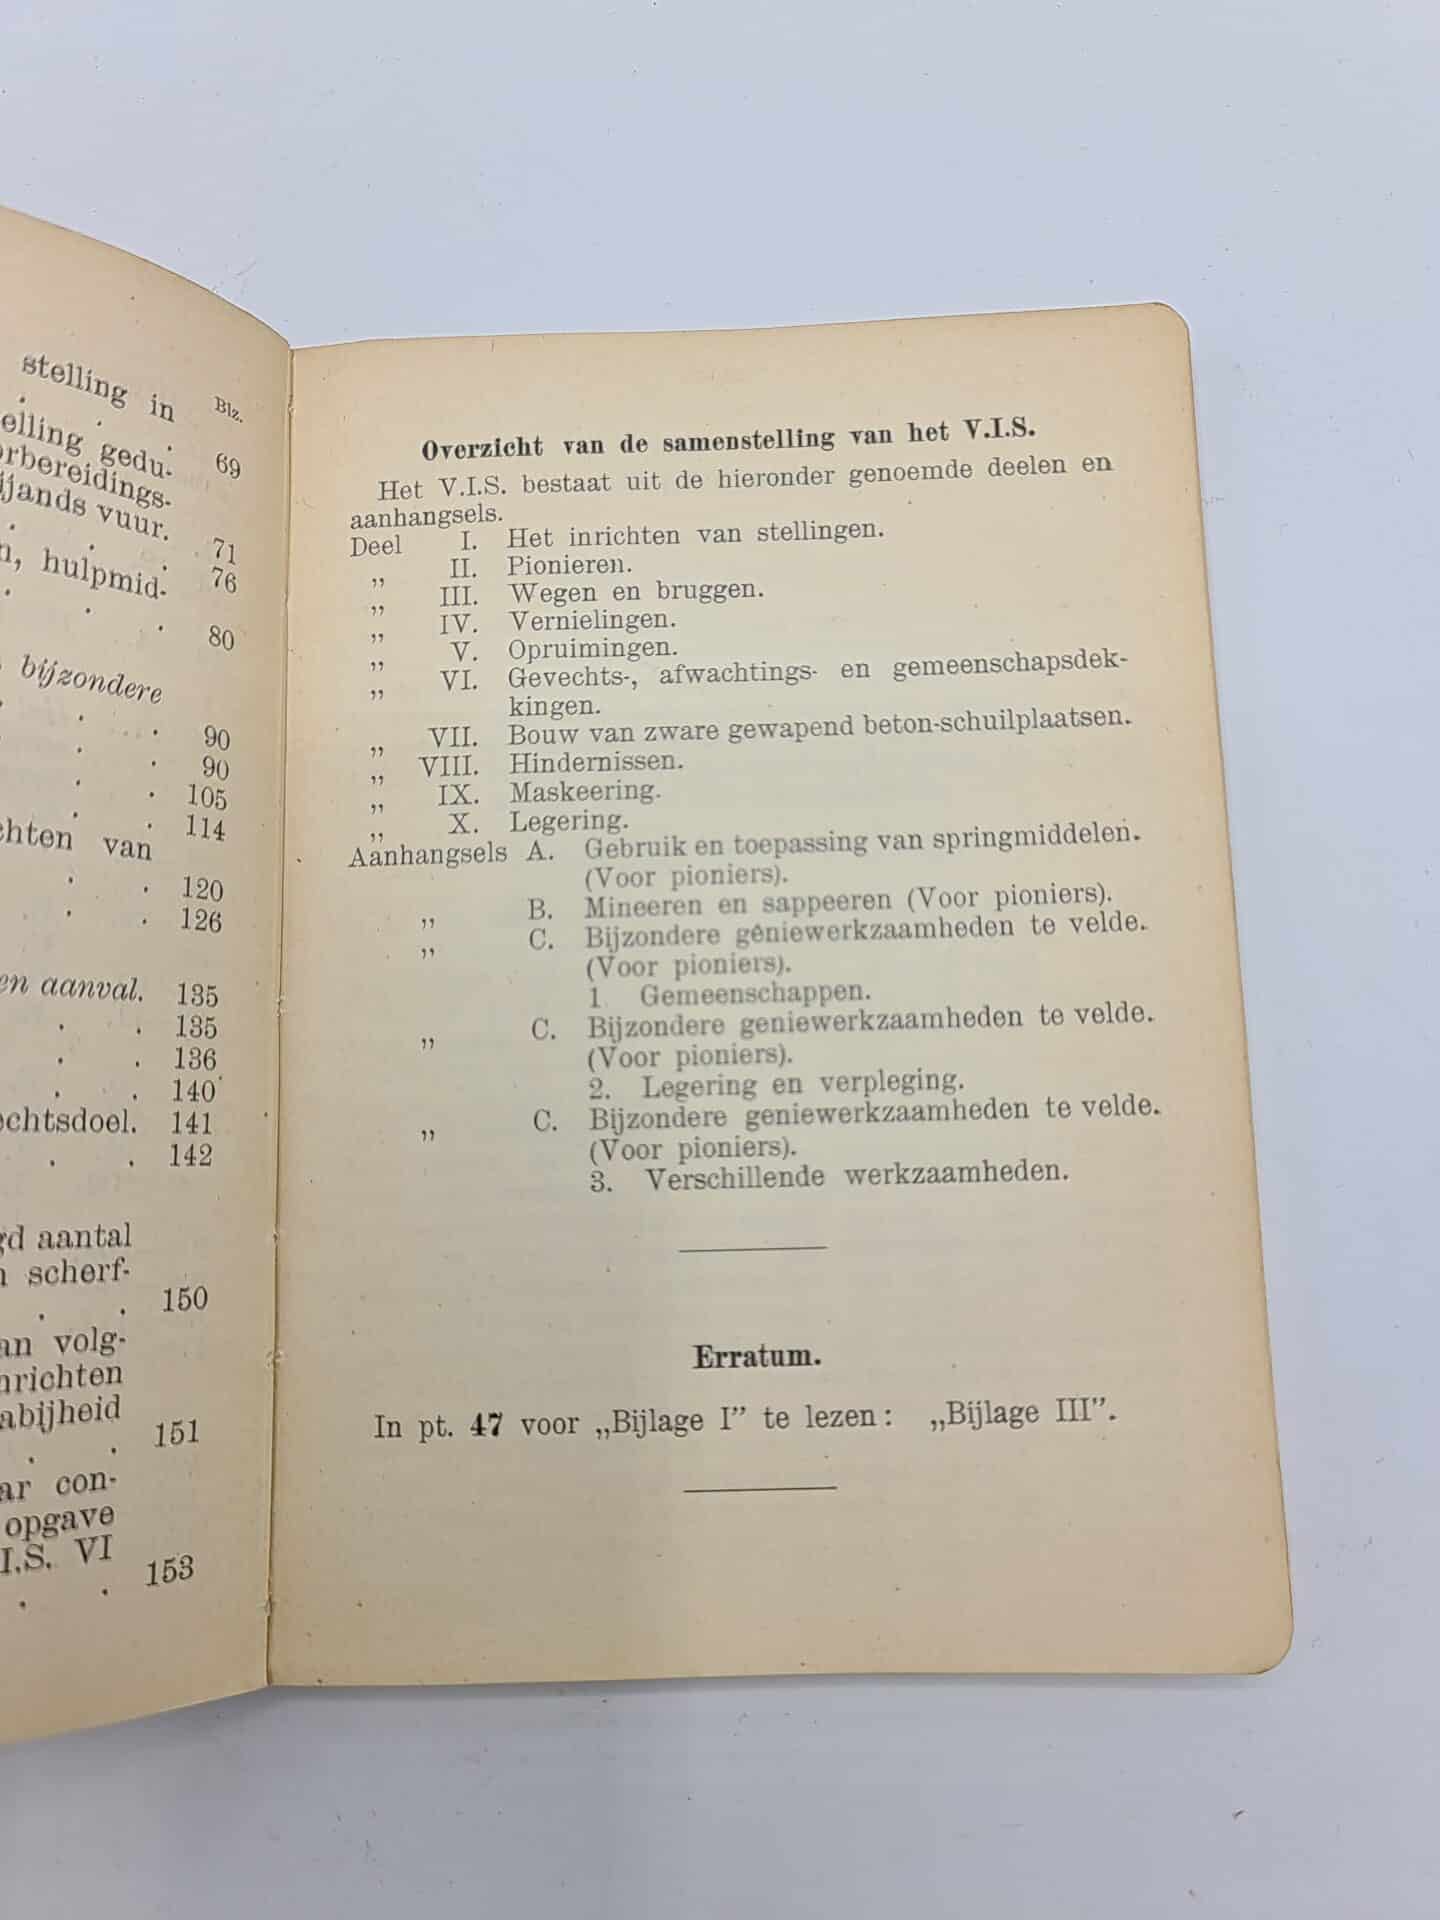 stelling in
Blz.
69
elling gedu-
rbereidings-
ijands vuur.
71
76
hulpmid-
80
bijzondere
90
90
105
114
chten van
120
126
en aanval.
135
135
136
140
chtsdoel. 141
142
gd aantal
scherf-
150
an volg-
nrichten
abijheid
151
ar con-
opgave
I.S. VI
153
Overzicht van de samenstelling van het V.I.S.
Het V.I.S. bestaat uit de hieronder genoemde deelen en
aanhangsels.
Deel I. Het inrichten van stellingen.
„ II. Pionieren.
„ III. Wegen en bruggen.
„ IV. Vernielingen.
„ V. Opruimingen.
„ VI. Gevechts-, afwachtings- en gemeenschapsdek-
kingen.
„ VII. Bouw van zware gewapend beton-schuilplaatsen.
„ VIII. Hindernissen.
„ IX. Maskeering.
„ X. Legering.
Aanhangsels A. Gebruik en toepassing van springmiddelen.
(Voor pioniers).
„ B. Mineeren en sappeeren (Voor pioniers).
„ C. Bijzondere gêniewerkzaamheden te velde.
(Voor pioniers).
1 Gemeenschappen.
„ C. Bijzondere geniewerkzaamheden te velde.
(Voor pioniers).
2. Legering en verpleging.
„ C. Bijzondere geniewerkzaamheden te velde.
(Voor pioniers).
3. Verschillende werkzaamheden.
Erratum.
In pt. 47 voor „Bijlage I” te lezen: „Bijlage III”.